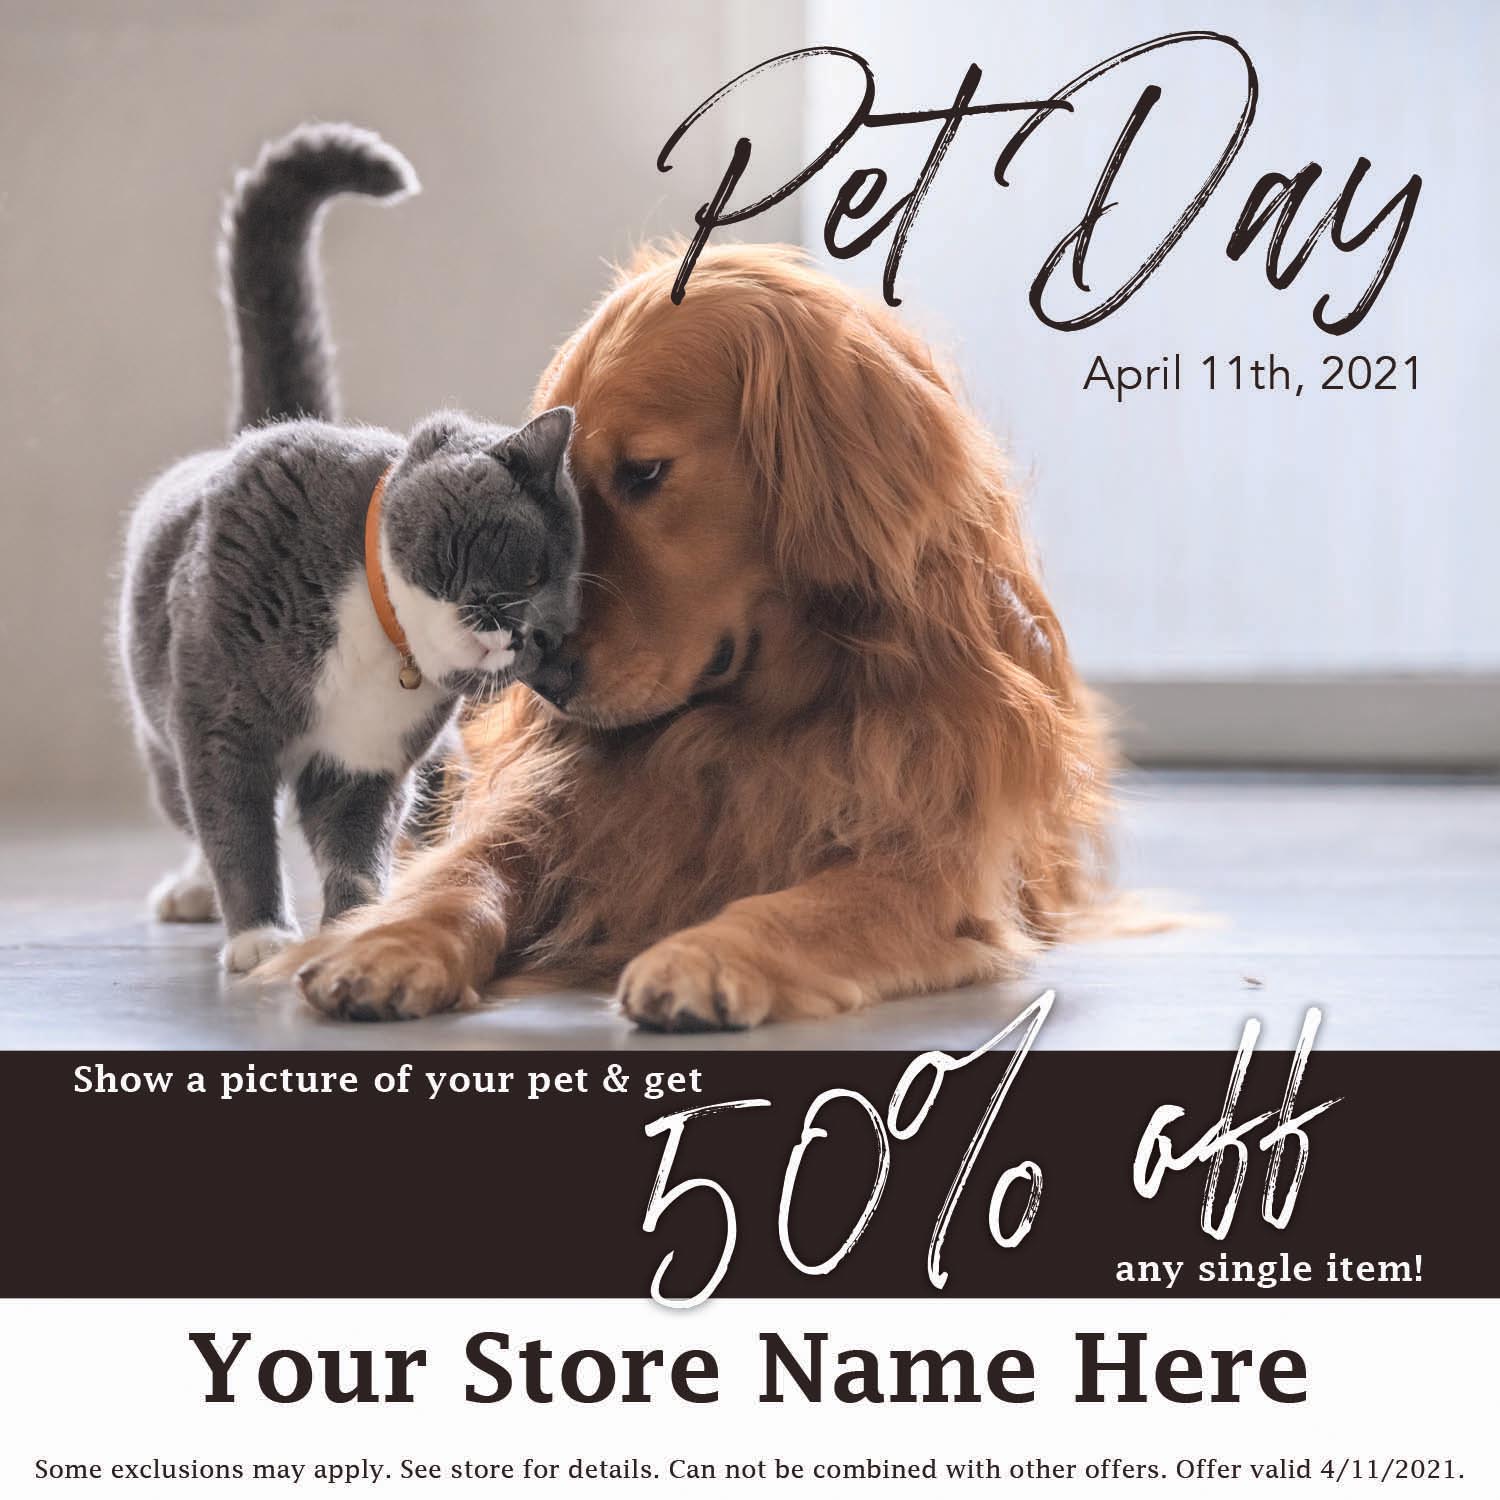 Pet Day
April 11th, 2021
Show a picture of your pet & get
50% off
any single item!
Your Store Name Here
Some exclusions may apply. See store for details. Can not be combined with other offers. Offer valid 4/11/2021.